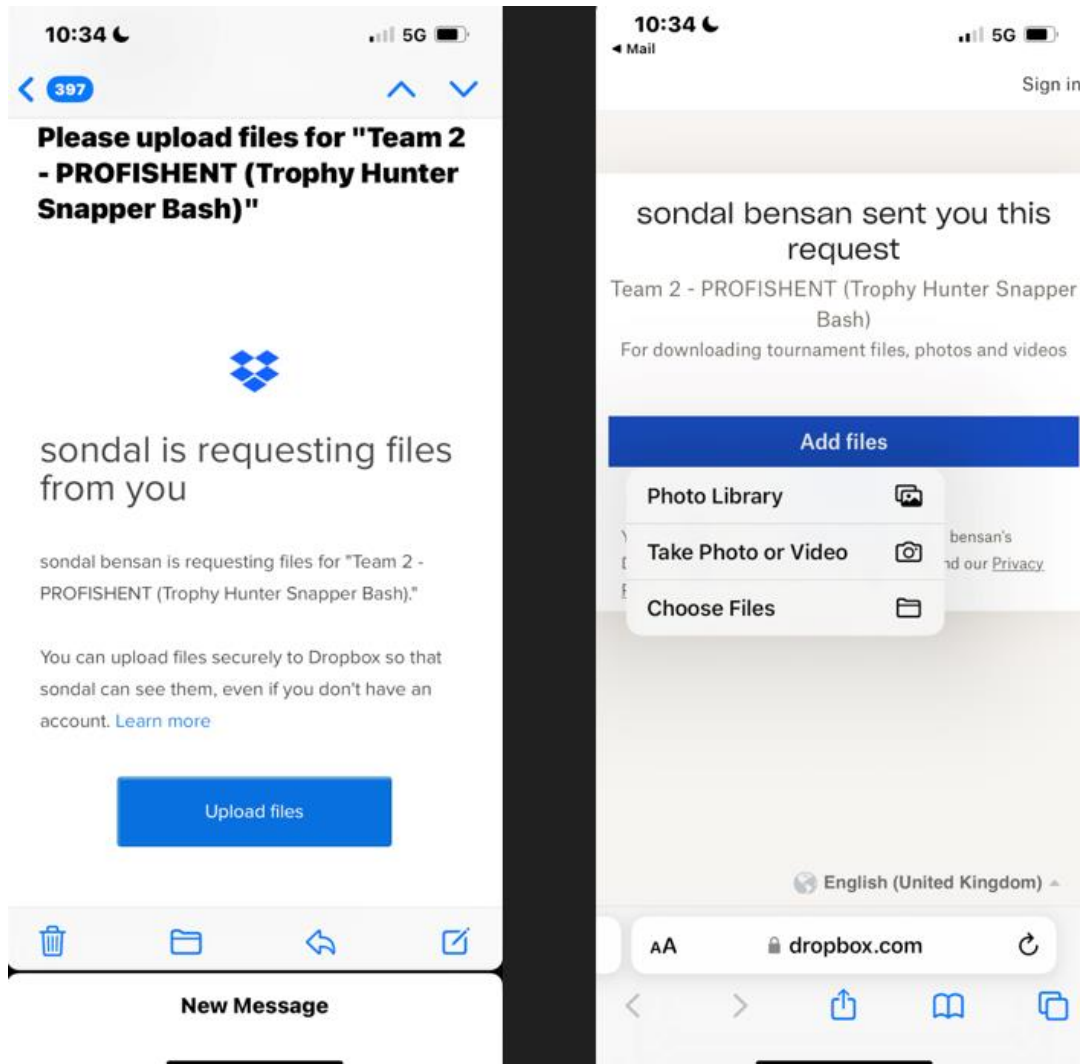 10:34
5G
397
Please upload files for "Team 2
- PROFISHENT (Trophy Hunter
Snapper Bash)"
sondal is requesting files
from you
sondal bensan is requesting files for "Team 2 -
PROFISHENT (Trophy Hunter Snapper Bash)."
You can upload files securely to Dropbox so that
sondal can see them, even if you don't have an
account. Learn more
Upload files
New Message
10:34
5G
Mail
Sign in
sondal bensan sent you this
request
Team 2 - PROFISHENT (Trophy Hunter Snapper
Bash)
For downloading tournament files, photos and videos
Add files
Photo Library
Take Photo or Video
Choose Files
bensan's
our Privacy
English (United Kingdom)
AA
dropbox.com